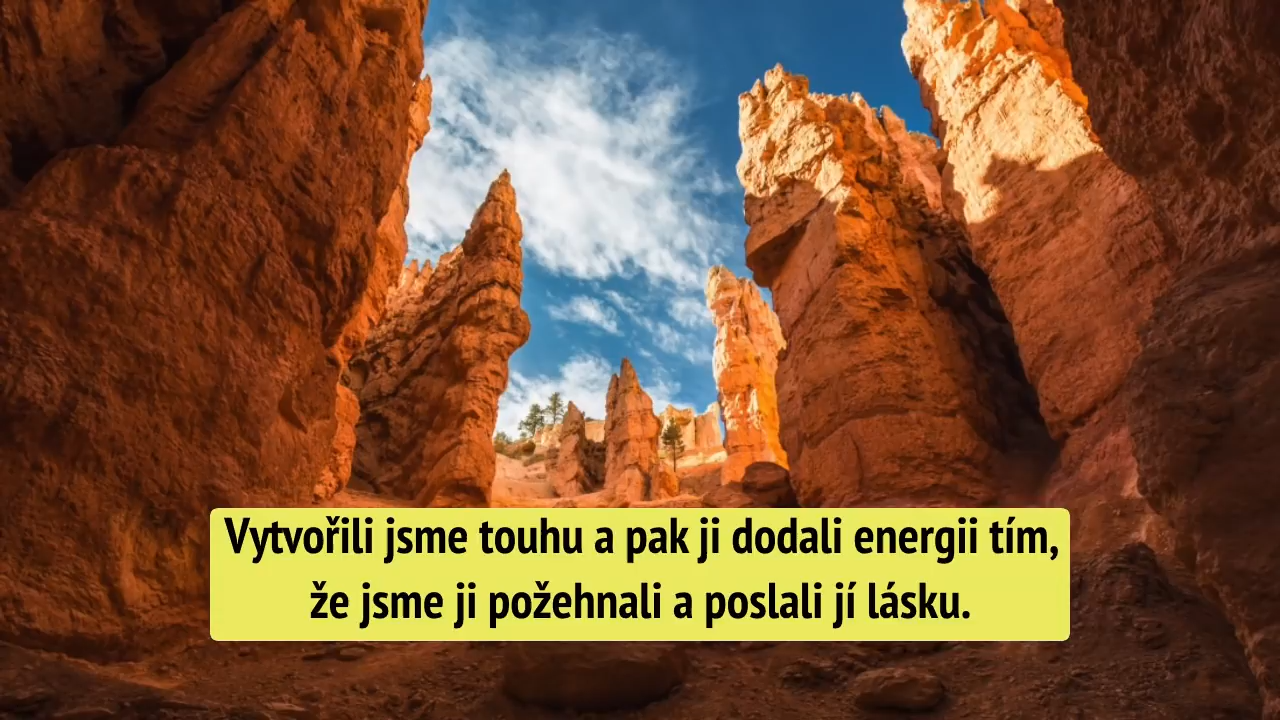 Vytvořili jsme touhu a pak ji dodali energii tím,
že jsme ji požehnali a poslali jí lásku.